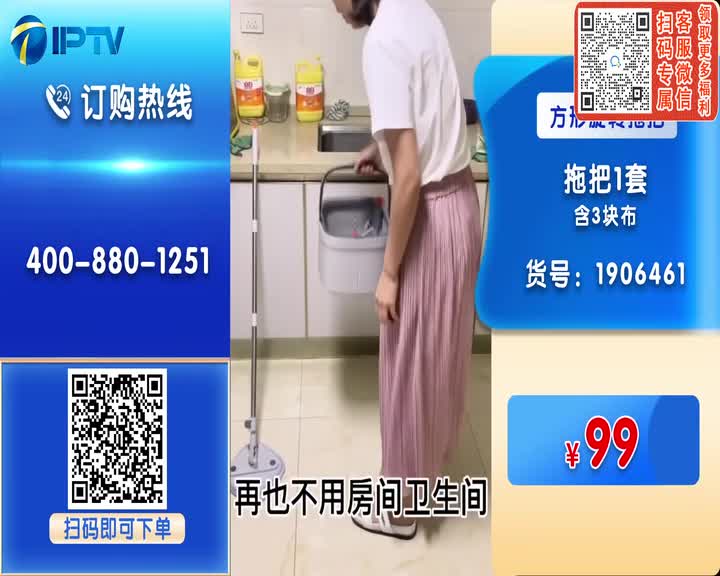 IPTV
24
订购热线
400-880-1251
扫码即可下单
再也不用房间卫生间
领取更多福利
客服微信
扫码专属
方形旋转拖把
拖把1套
含3块布
货号：1906461
¥99